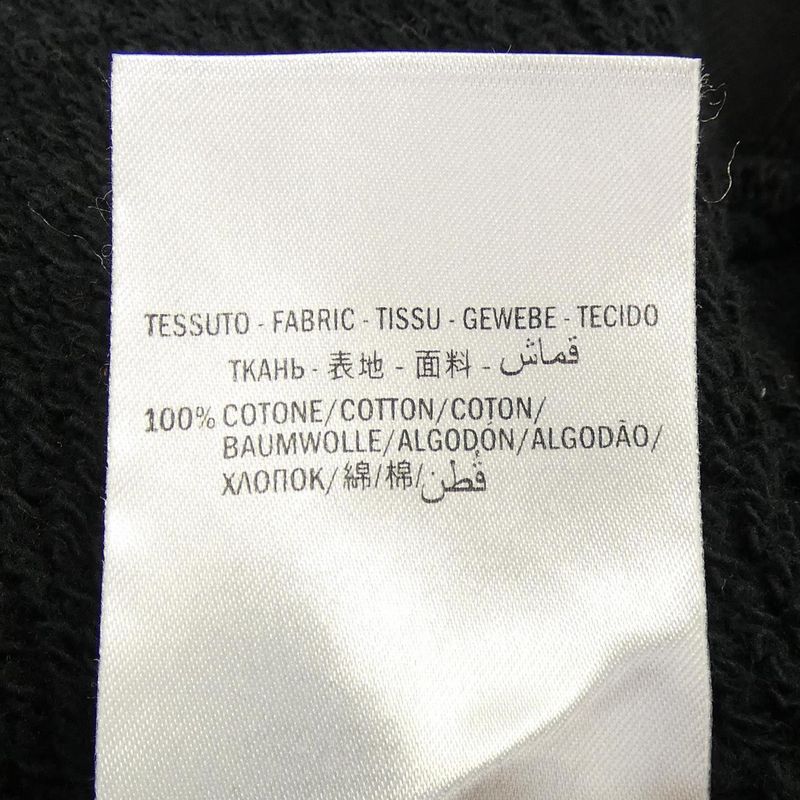 TESSUTO - FABRIC - TISSU - GEWEBE - TECIDO
ТКАНЬ - 表地 - 面料 - قماش
100% COTONE/COTTON/COTON/
BAUMWOLLE/ALGODÓN/ALGODÃO/
ХЛОПОК/綿/棉/قُطن